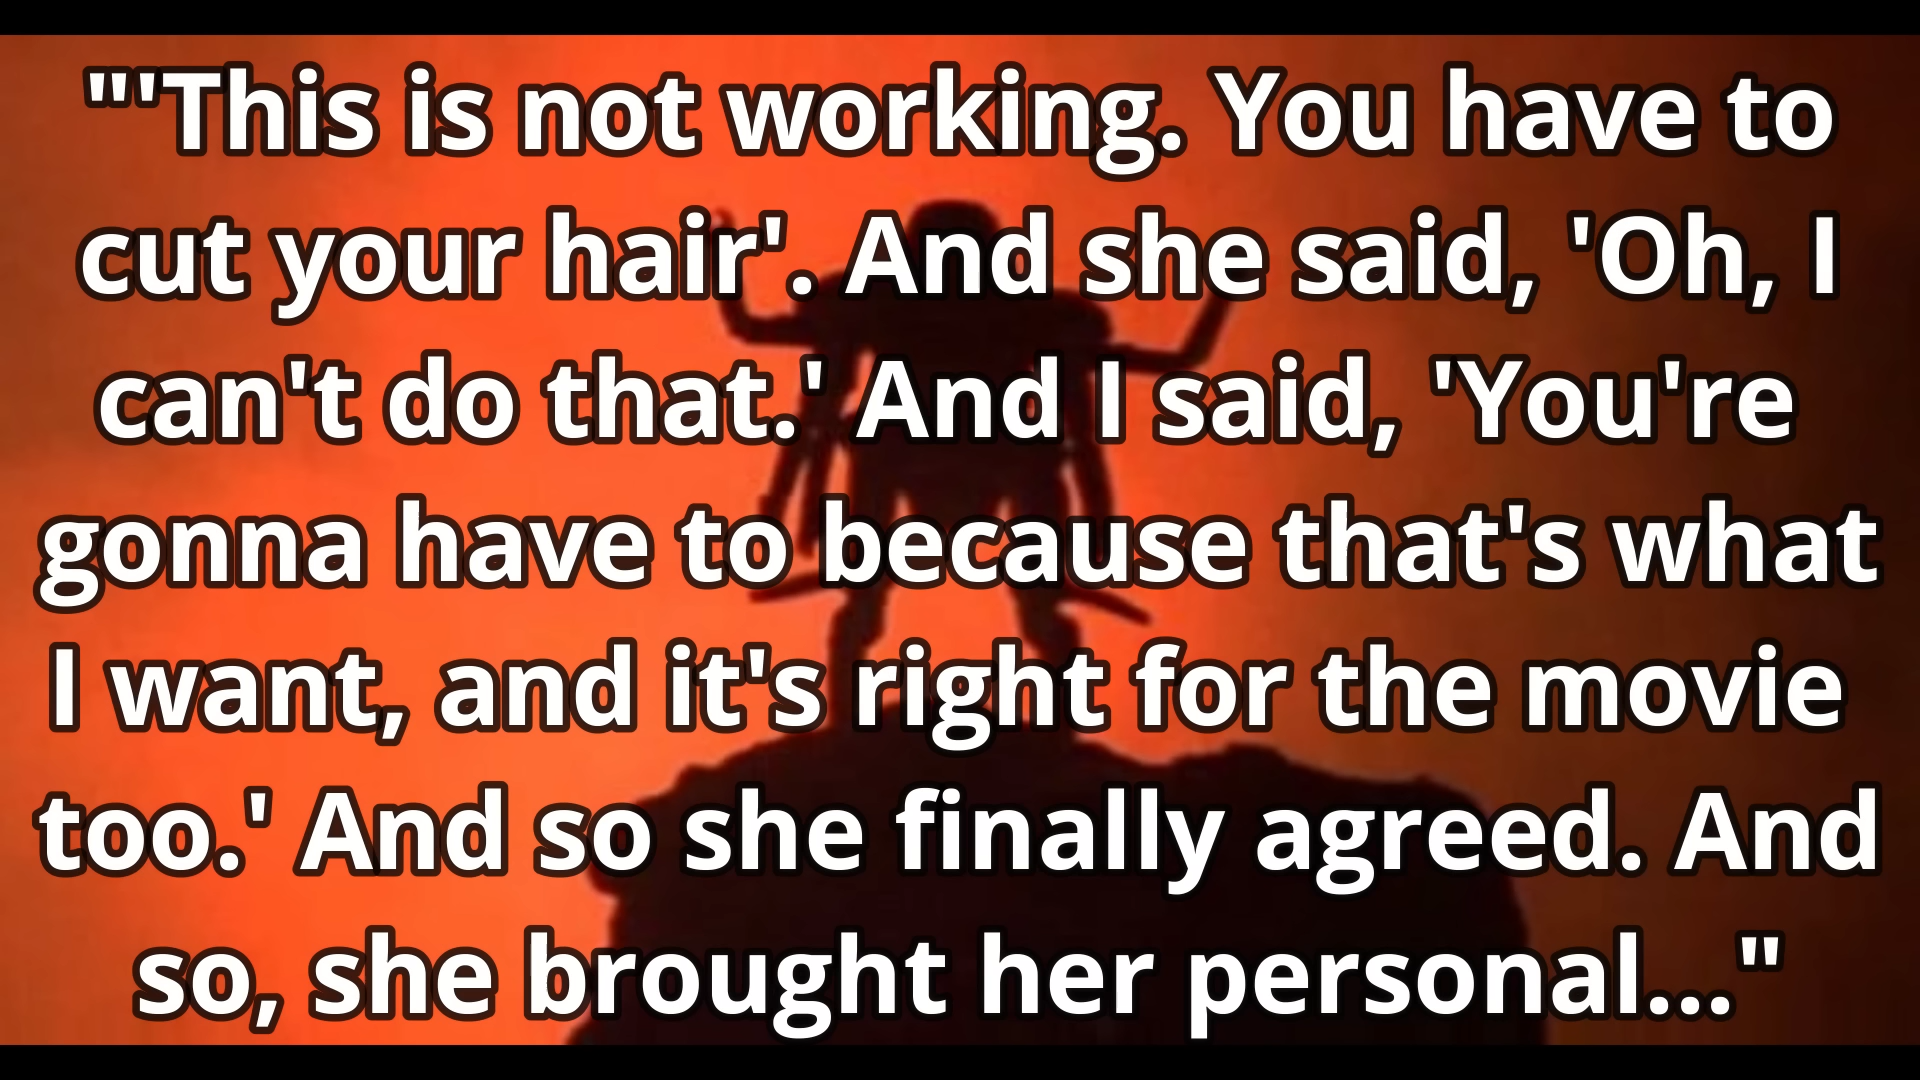 "'This is not working. You have to
cut your hair'. And she said, 'Oh, I
can't do that.' And I said, 'You're
gonna have to because that's what
I want, and it's right for the movie
too.' And so she finally agreed. And
so, she brought her personal..."